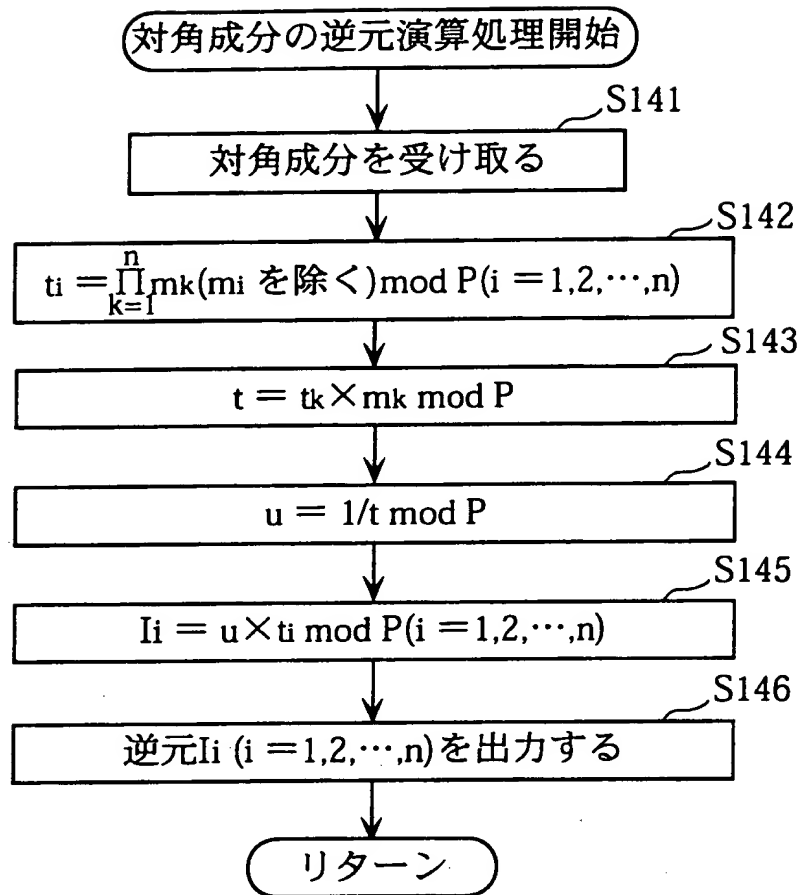 対角成分の逆元演算処理開始
S141
対角成分を受け取る
S142
ti = n∏k=1 mk(mi を除く)mod P(i = 1,2,⋯,n)
S143
t = tk×mk mod P
S144
u = 1/t mod P
S145
Ii = u×ti mod P(i = 1,2,⋯,n)
S146
逆元Ii (i = 1,2,⋯,n)を出力する
リターン